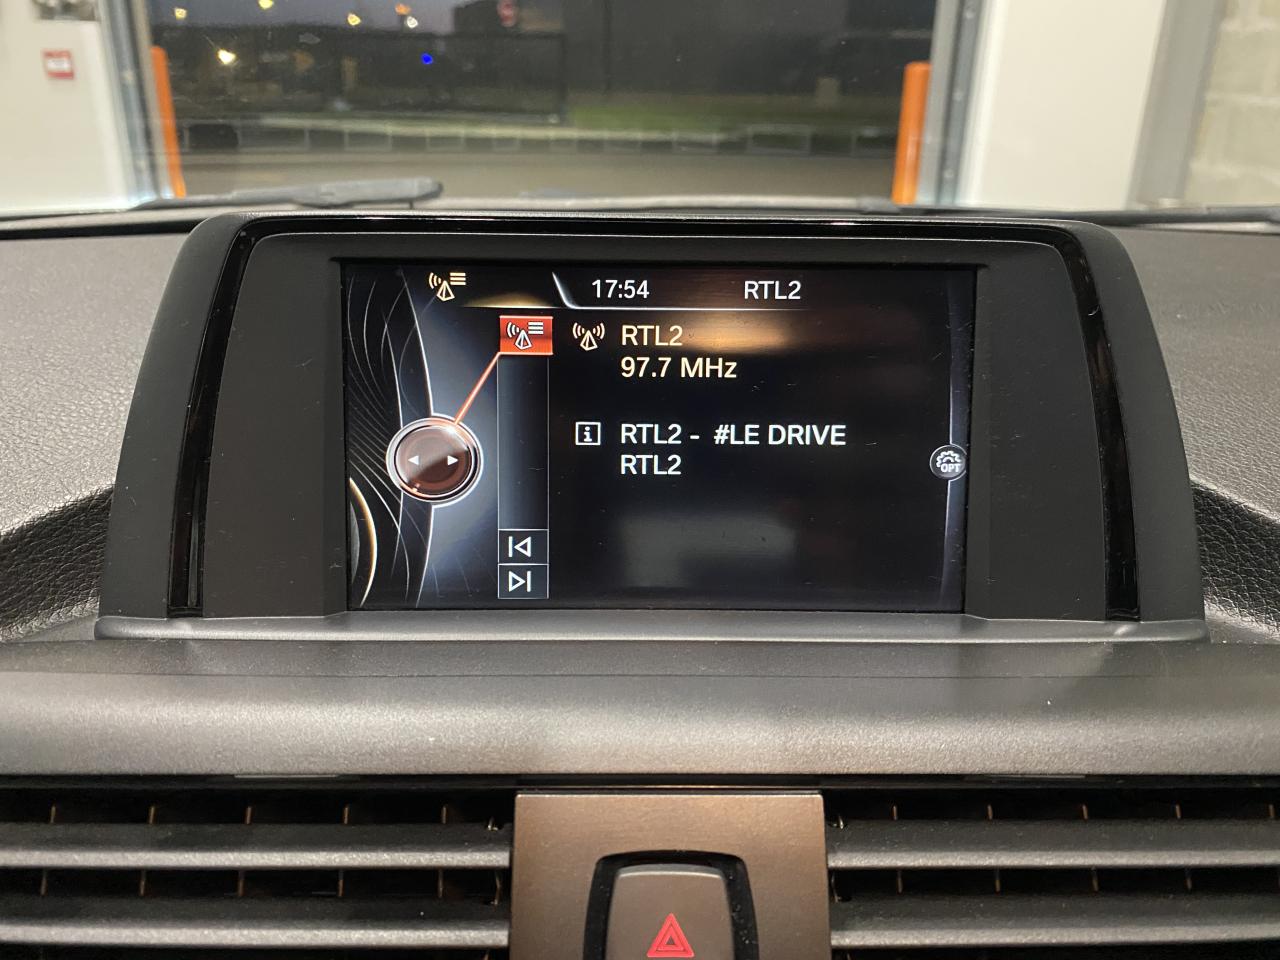 17:54
RTL2
RTL2
97.7 MHz
RTL2 - #LE DRIVE
RTL2
OPT